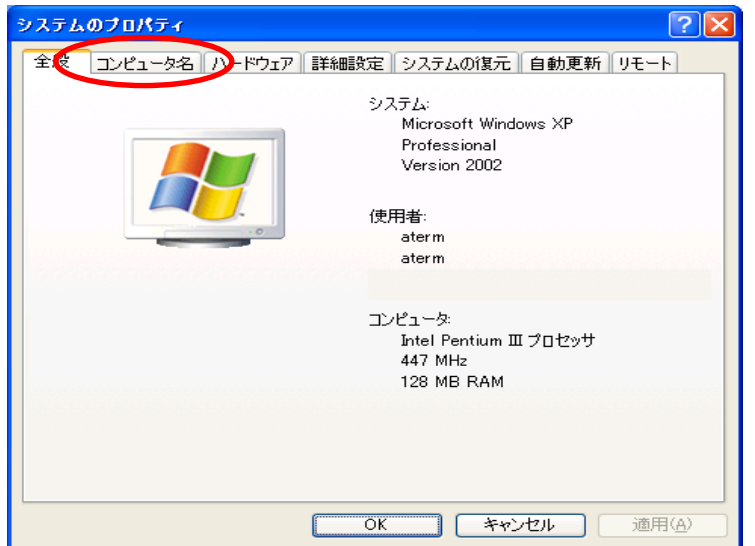 システムのプロパティ
全般 コンピュータ名 ハードウェア 詳細設定 システムの復元 自動更新 リモート
システム:
Microsoft Windows XP
Professional
Version 2002
使用者:
aterm
aterm
コンピュータ:
Intel Pentium III プロセッサ
447 MHz
128 MB RAM
OK キャンセル 適用(A)